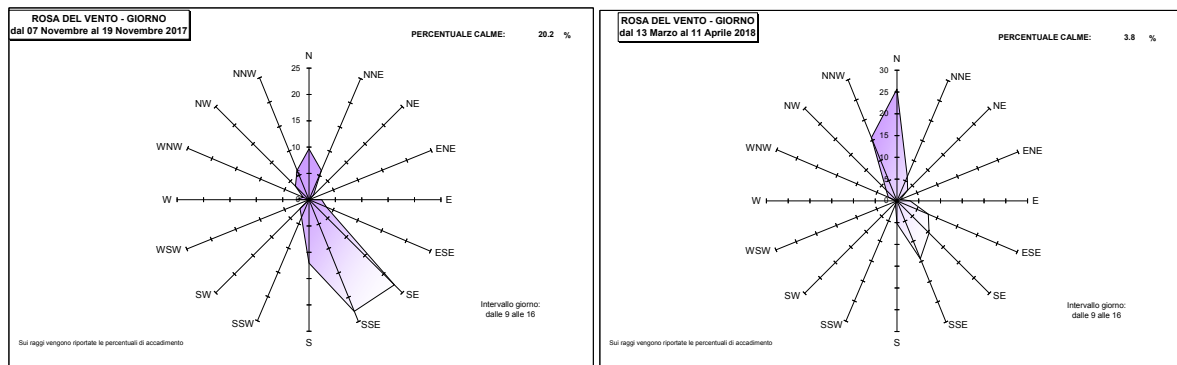 ROSA DEL VENTO - GIORNO
dal 07 Novembre al 19 Novembre 2017
PERCENTUALE CALME: 20.2 %
N
NNE
NE
ENE
E
ESE
SE
SSE
S
SSW
SW
WSW
W
WNW
NW
NNW
25
20
15
10
5
0
Intervallo giorno:
dalle 9 alle 16
Sui raggi vengono riportate le percentuali di accadimento
ROSA DEL VENTO - GIORNO
dal 13 Marzo al 11 Aprile 2018
PERCENTUALE CALME: 3.8 %
N
NNE
NE
ENE
E
ESE
SE
SSE
S
SSW
SW
WSW
W
WNW
NW
NNW
30
25
20
15
10
5
0
Intervallo giorno:
dalle 9 alle 16
Sui raggi vengono riportate le percentuali di accadimento